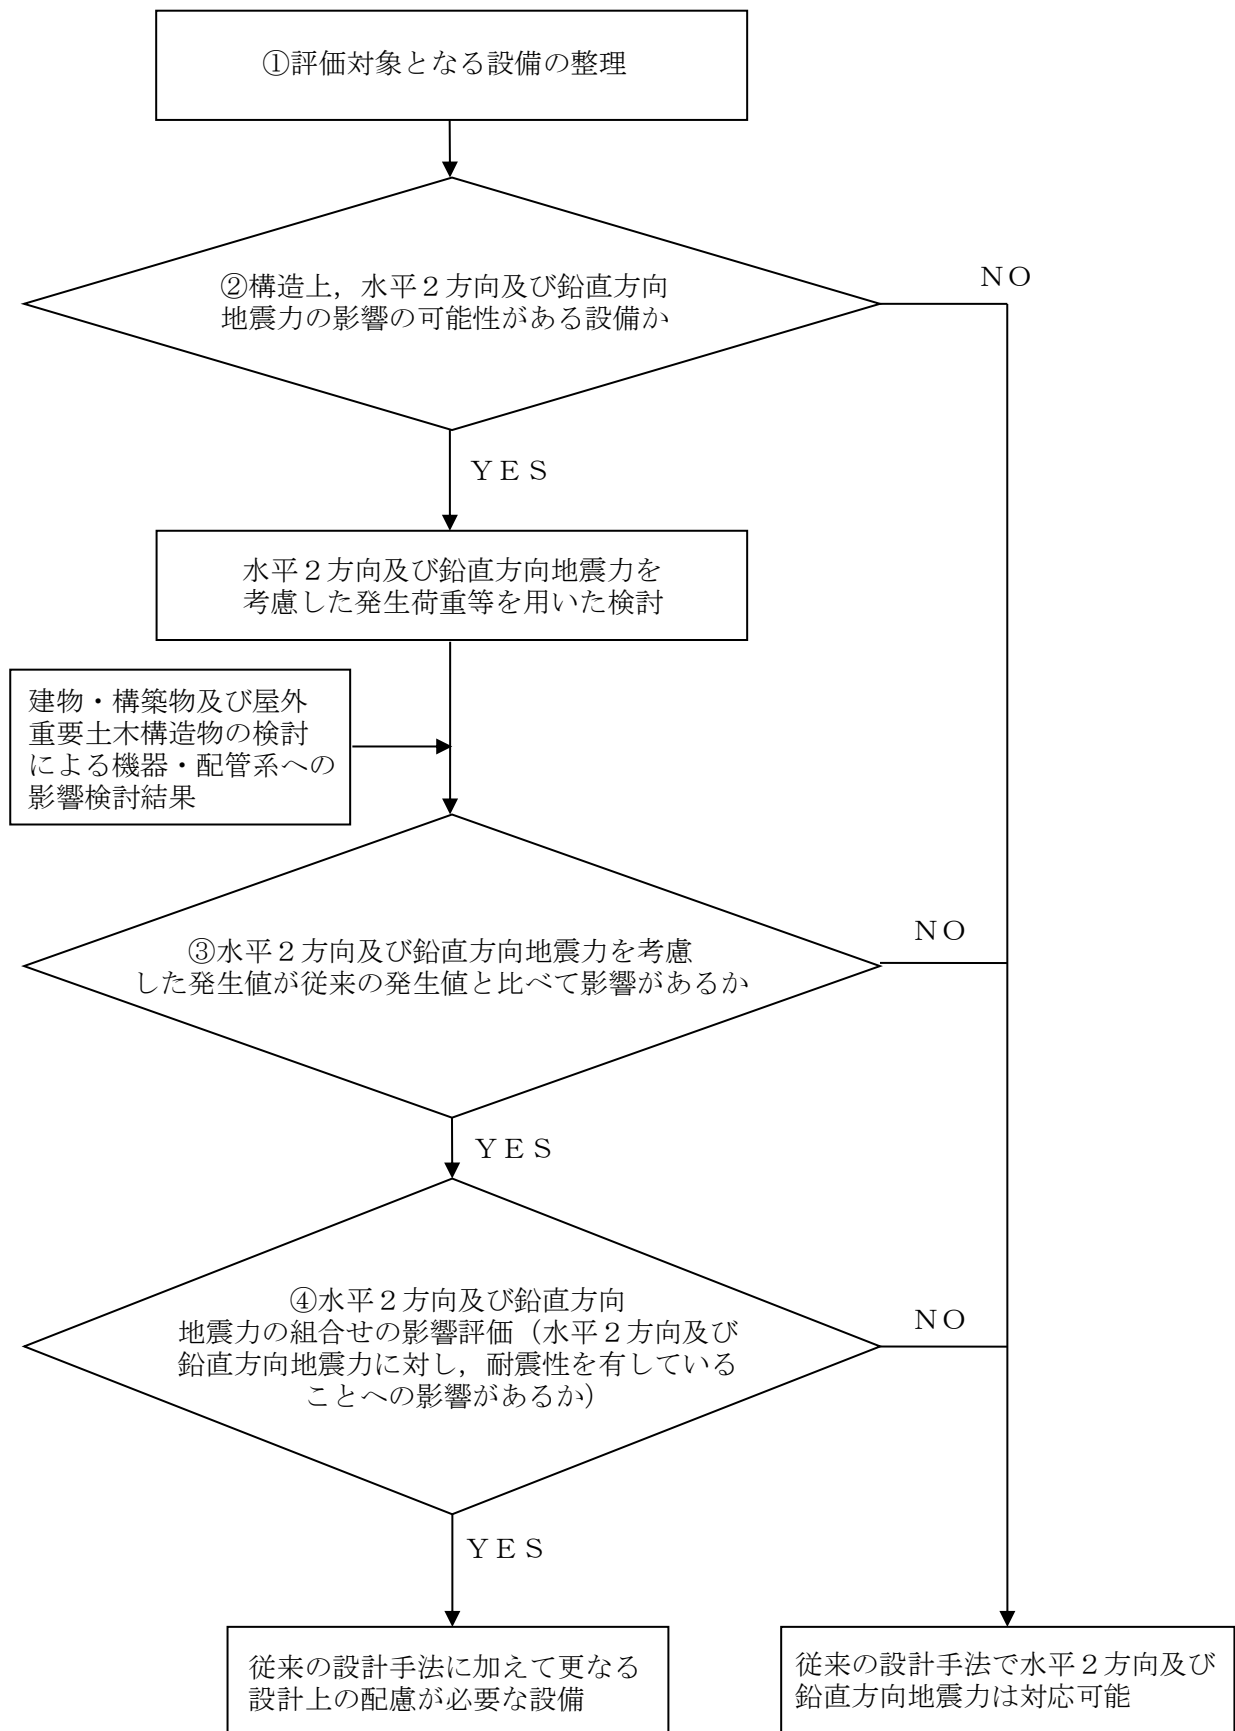 ①評価対象となる設備の整理
②構造上，水平２方向及び鉛直方向
地震力の影響の可能性がある設備か
ＮＯ
ＹＥＳ
水平２方向及び鉛直方向地震力を
考慮した発生荷重等を用いた検討
建物・構築物及び屋外
重要土木構造物の検討
による機器・配管系への
影響検討結果
③水平２方向及び鉛直方向地震力を考慮
した発生値が従来の発生値と比べて影響があるか
ＮＯ
ＹＥＳ
④水平２方向及び鉛直方向
地震力の組合せの影響評価（水平２方向及び
鉛直方向地震力に対し，耐震性を有している
ことへの影響があるか）
ＮＯ
ＹＥＳ
従来の設計手法に加えて更なる
設計上の配慮が必要な設備
従来の設計手法で水平２方向及び
鉛直方向地震力は対応可能